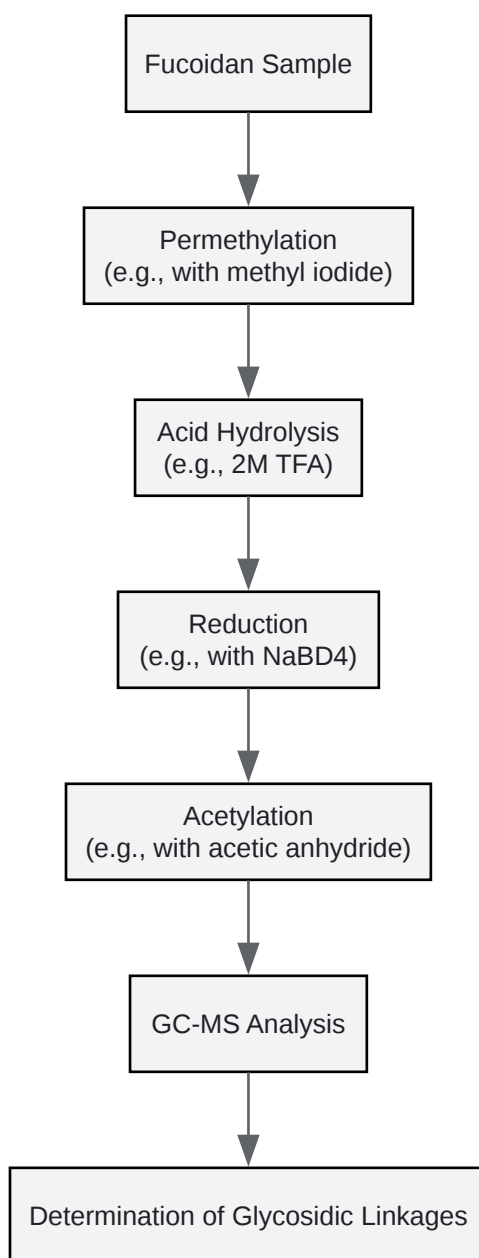 Fucoidan Sample
Permethylation
(e.g., with methyl iodide)
Acid Hydrolysis
(e.g., 2M TFA)
Reduction
(e.g., with NaBD4)
Acetylation
(e.g., with acetic anhydride)
GC-MS Analysis
Determination of Glycosidic Linkages